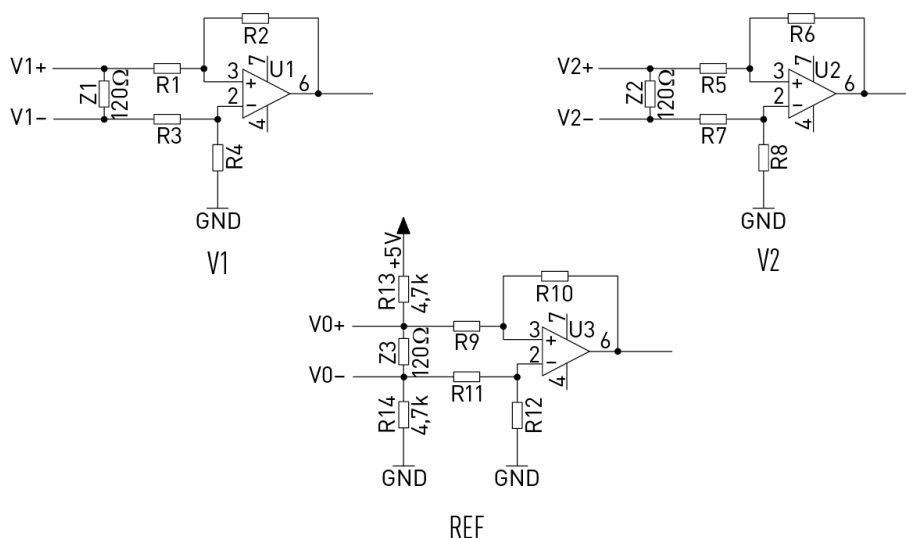 R2
V1+
R1
Z1
120Ω
3
+
2
−
7
U1
6
4
V1−
R3
R4
GND
V1
R6
V2+
R5
Z2
120Ω
3
+
2
−
7
U2
6
4
V2−
R7
R8
GND
V2
+5V
R13
4,7k
R10
V0+
R9
Z3
120Ω
3
+
2
−
7
U3
6
4
V0−
R11
R14
4,7k
R12
GND
GND
REF